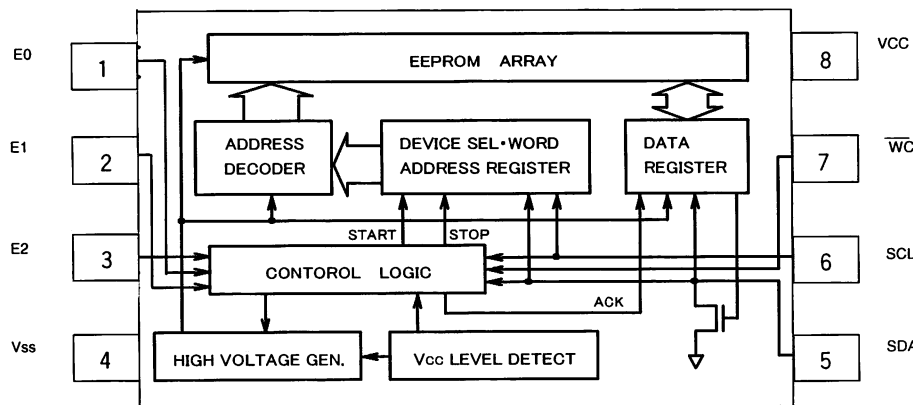 E0
1
EEPROM ARRAY
8
VCC
E1
2
ADDRESS
DECODER
DEVICE SEL・WORD
ADDRESS REGISTER
DATA
REGISTER
7
WC
START
STOP
E2
3
CONTOROL LOGIC
6
SCL
ACK
Vss
4
HIGH VOLTAGE GEN.
Vcc LEVEL DETECT
5
SDA